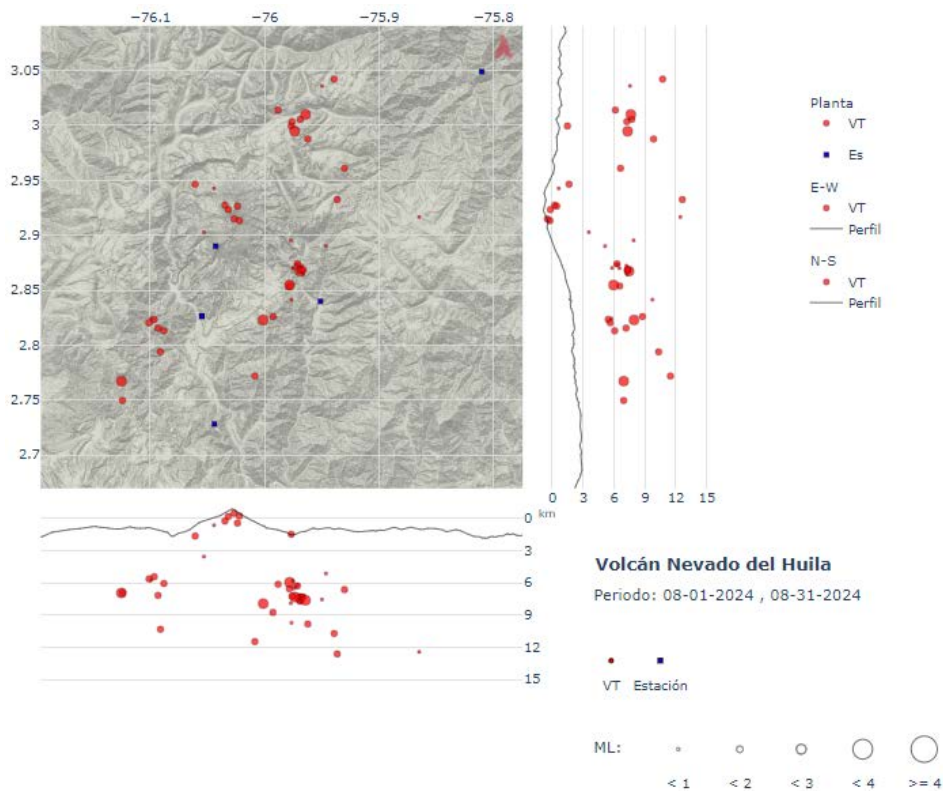 −76.1 −76 −75.9 −75.8
3.05
3
2.95
2.9
2.85
2.8
2.75
2.7
0 3 6 9 12 15
km
0
3
6
9
12
15
Planta
VT
Es
E-W
VT
Perfil
N-S
VT
Perfil
Volcán Nevado del Huila
Periodo: 08-01-2024 , 08-31-2024
VT Estación
ML:
< 1 < 2 < 3 < 4 >= 4